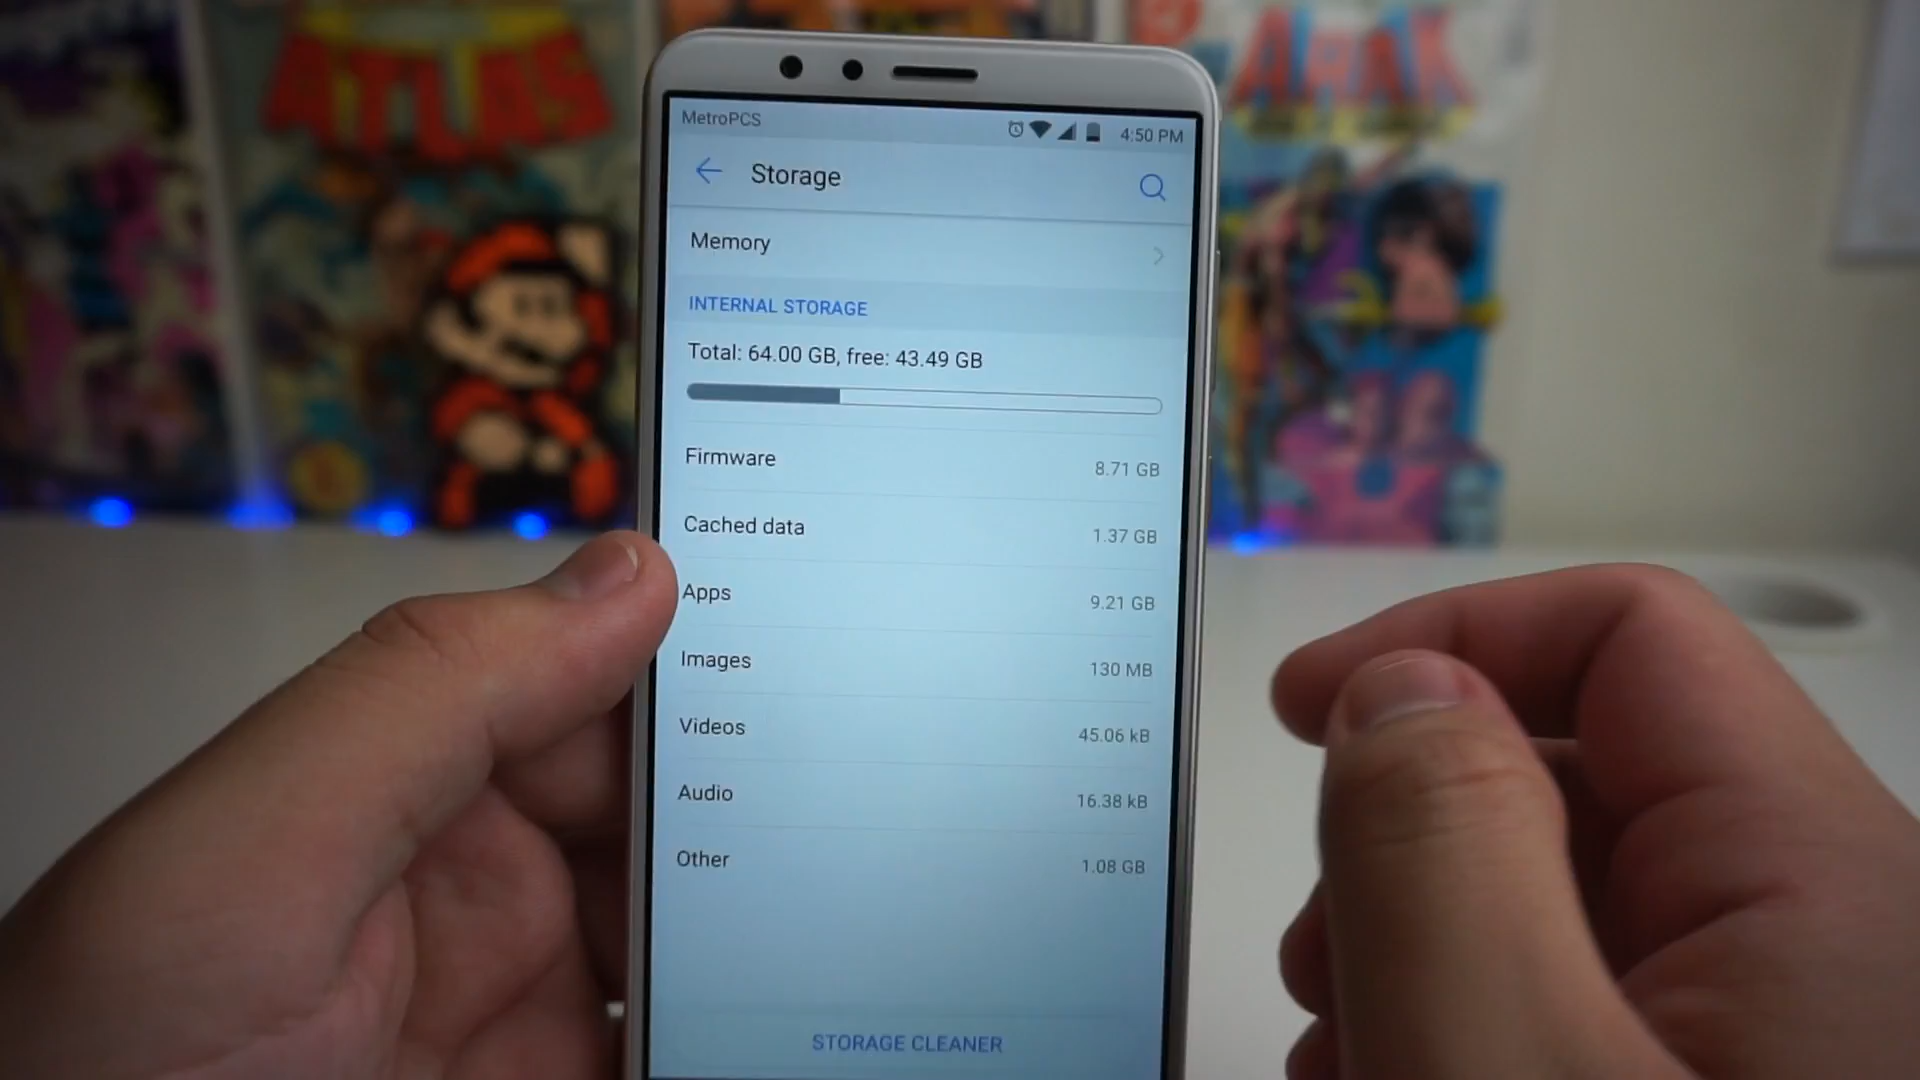 ATLAS
MetroPCS
4:50 PM
Storage
Memory
INTERNAL STORAGE
Total: 64.00 GB, free: 43.49 GB
Firmware
8.71 GB
Cached data
1.37 GB
Apps
9.21 GB
Images
130 MB
Videos
45.06 kB
Audio
16.38 kB
Other
1.08 GB
STORAGE CLEANER